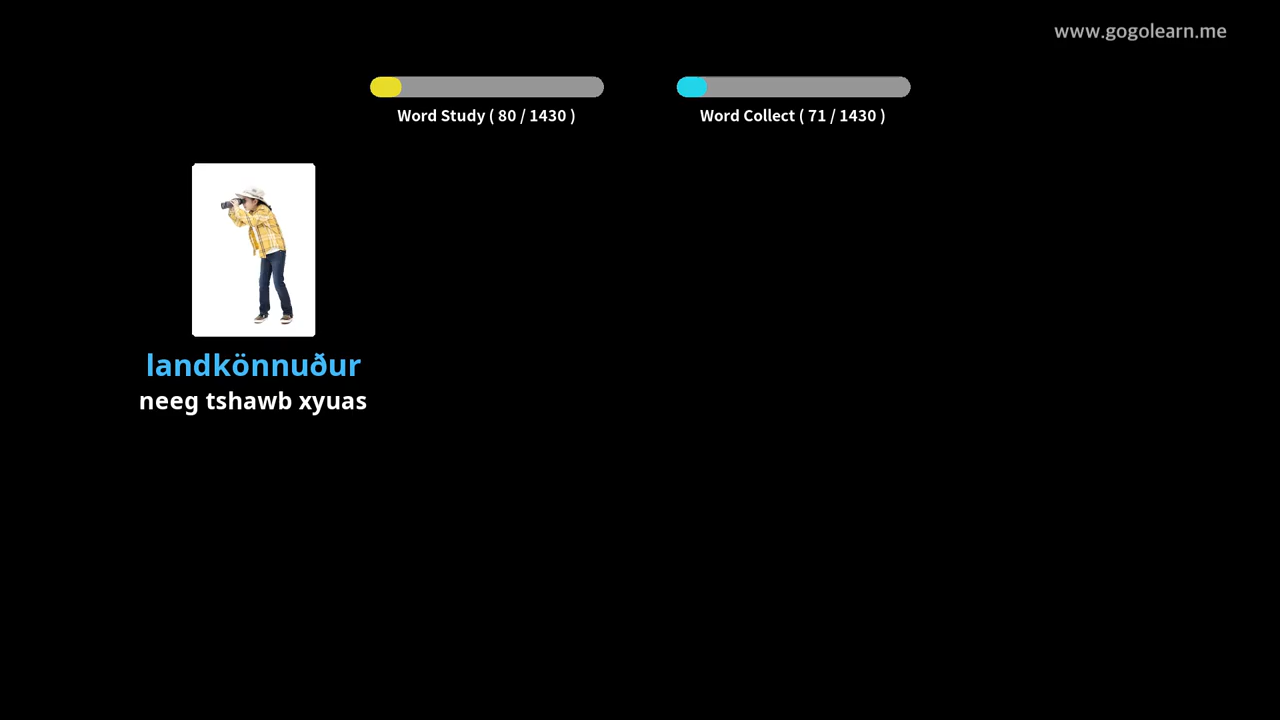 www.gogolearn.me
Word Study ( 80 / 1430 )
Word Collect ( 71 / 1430 )
landkönnuður
neeg tshawb xyuas